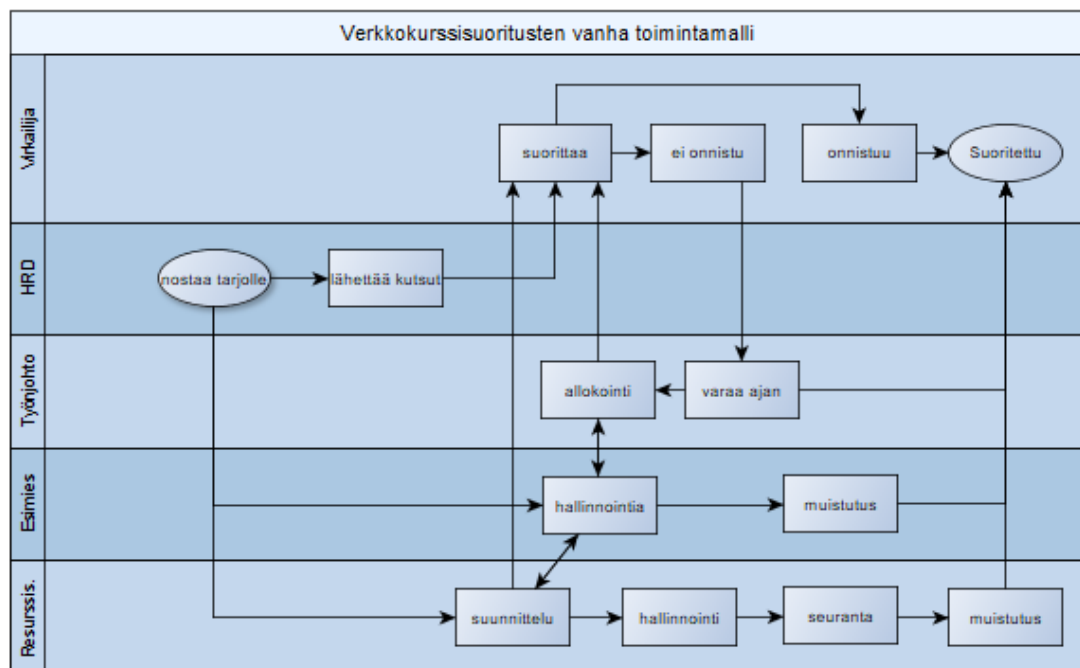 Verkkokurssisuoritusten vanha toimintamalli
Virkailija
suorittaa
ei onnistu
onnistuu
Suoritettu
HRD
nostaa tarjolle
lähettää kutsut
Työnjohto
allokointi
varaa ajan
Esimies
hallinnointia
muistutus
Resurssis.
suunnittelu
hallinnointi
seuranta
muistutus